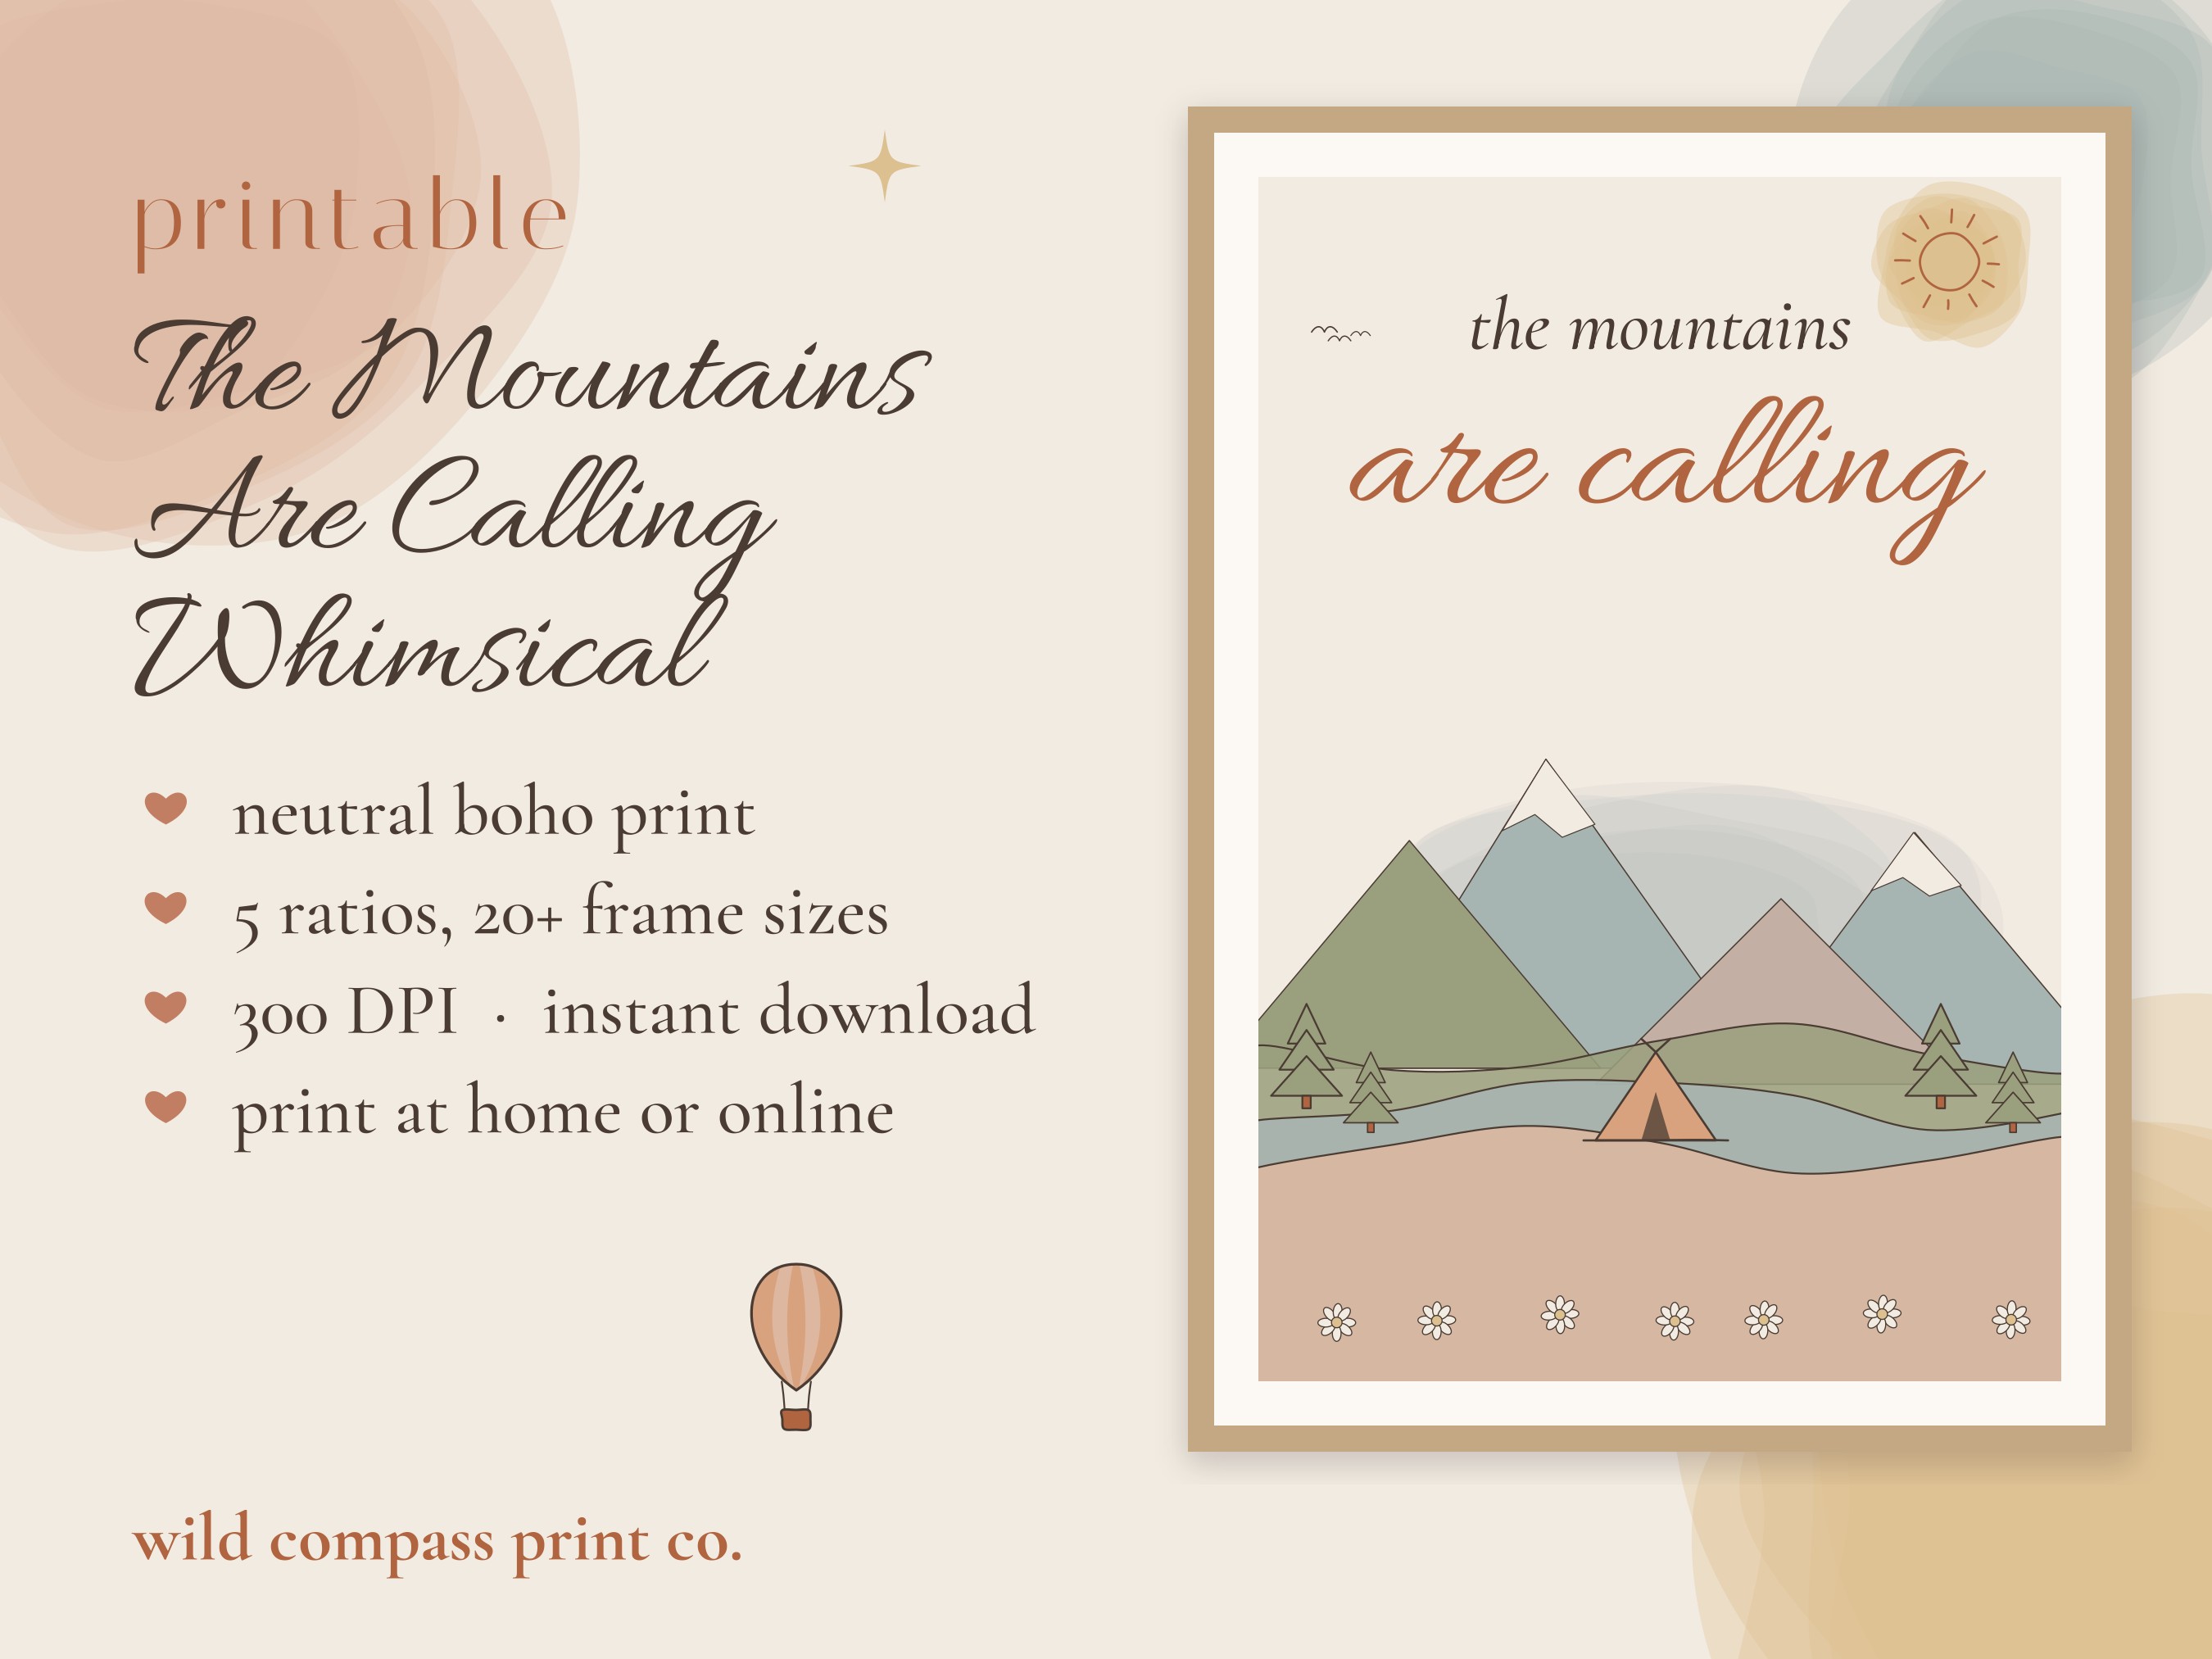 printable
The Mountains
Are Calling
Whimsical
neutral boho print
5 ratios, 20+ frame sizes
300 DPI · instant download
print at home or online
wild compass print co.
the mountains
are calling